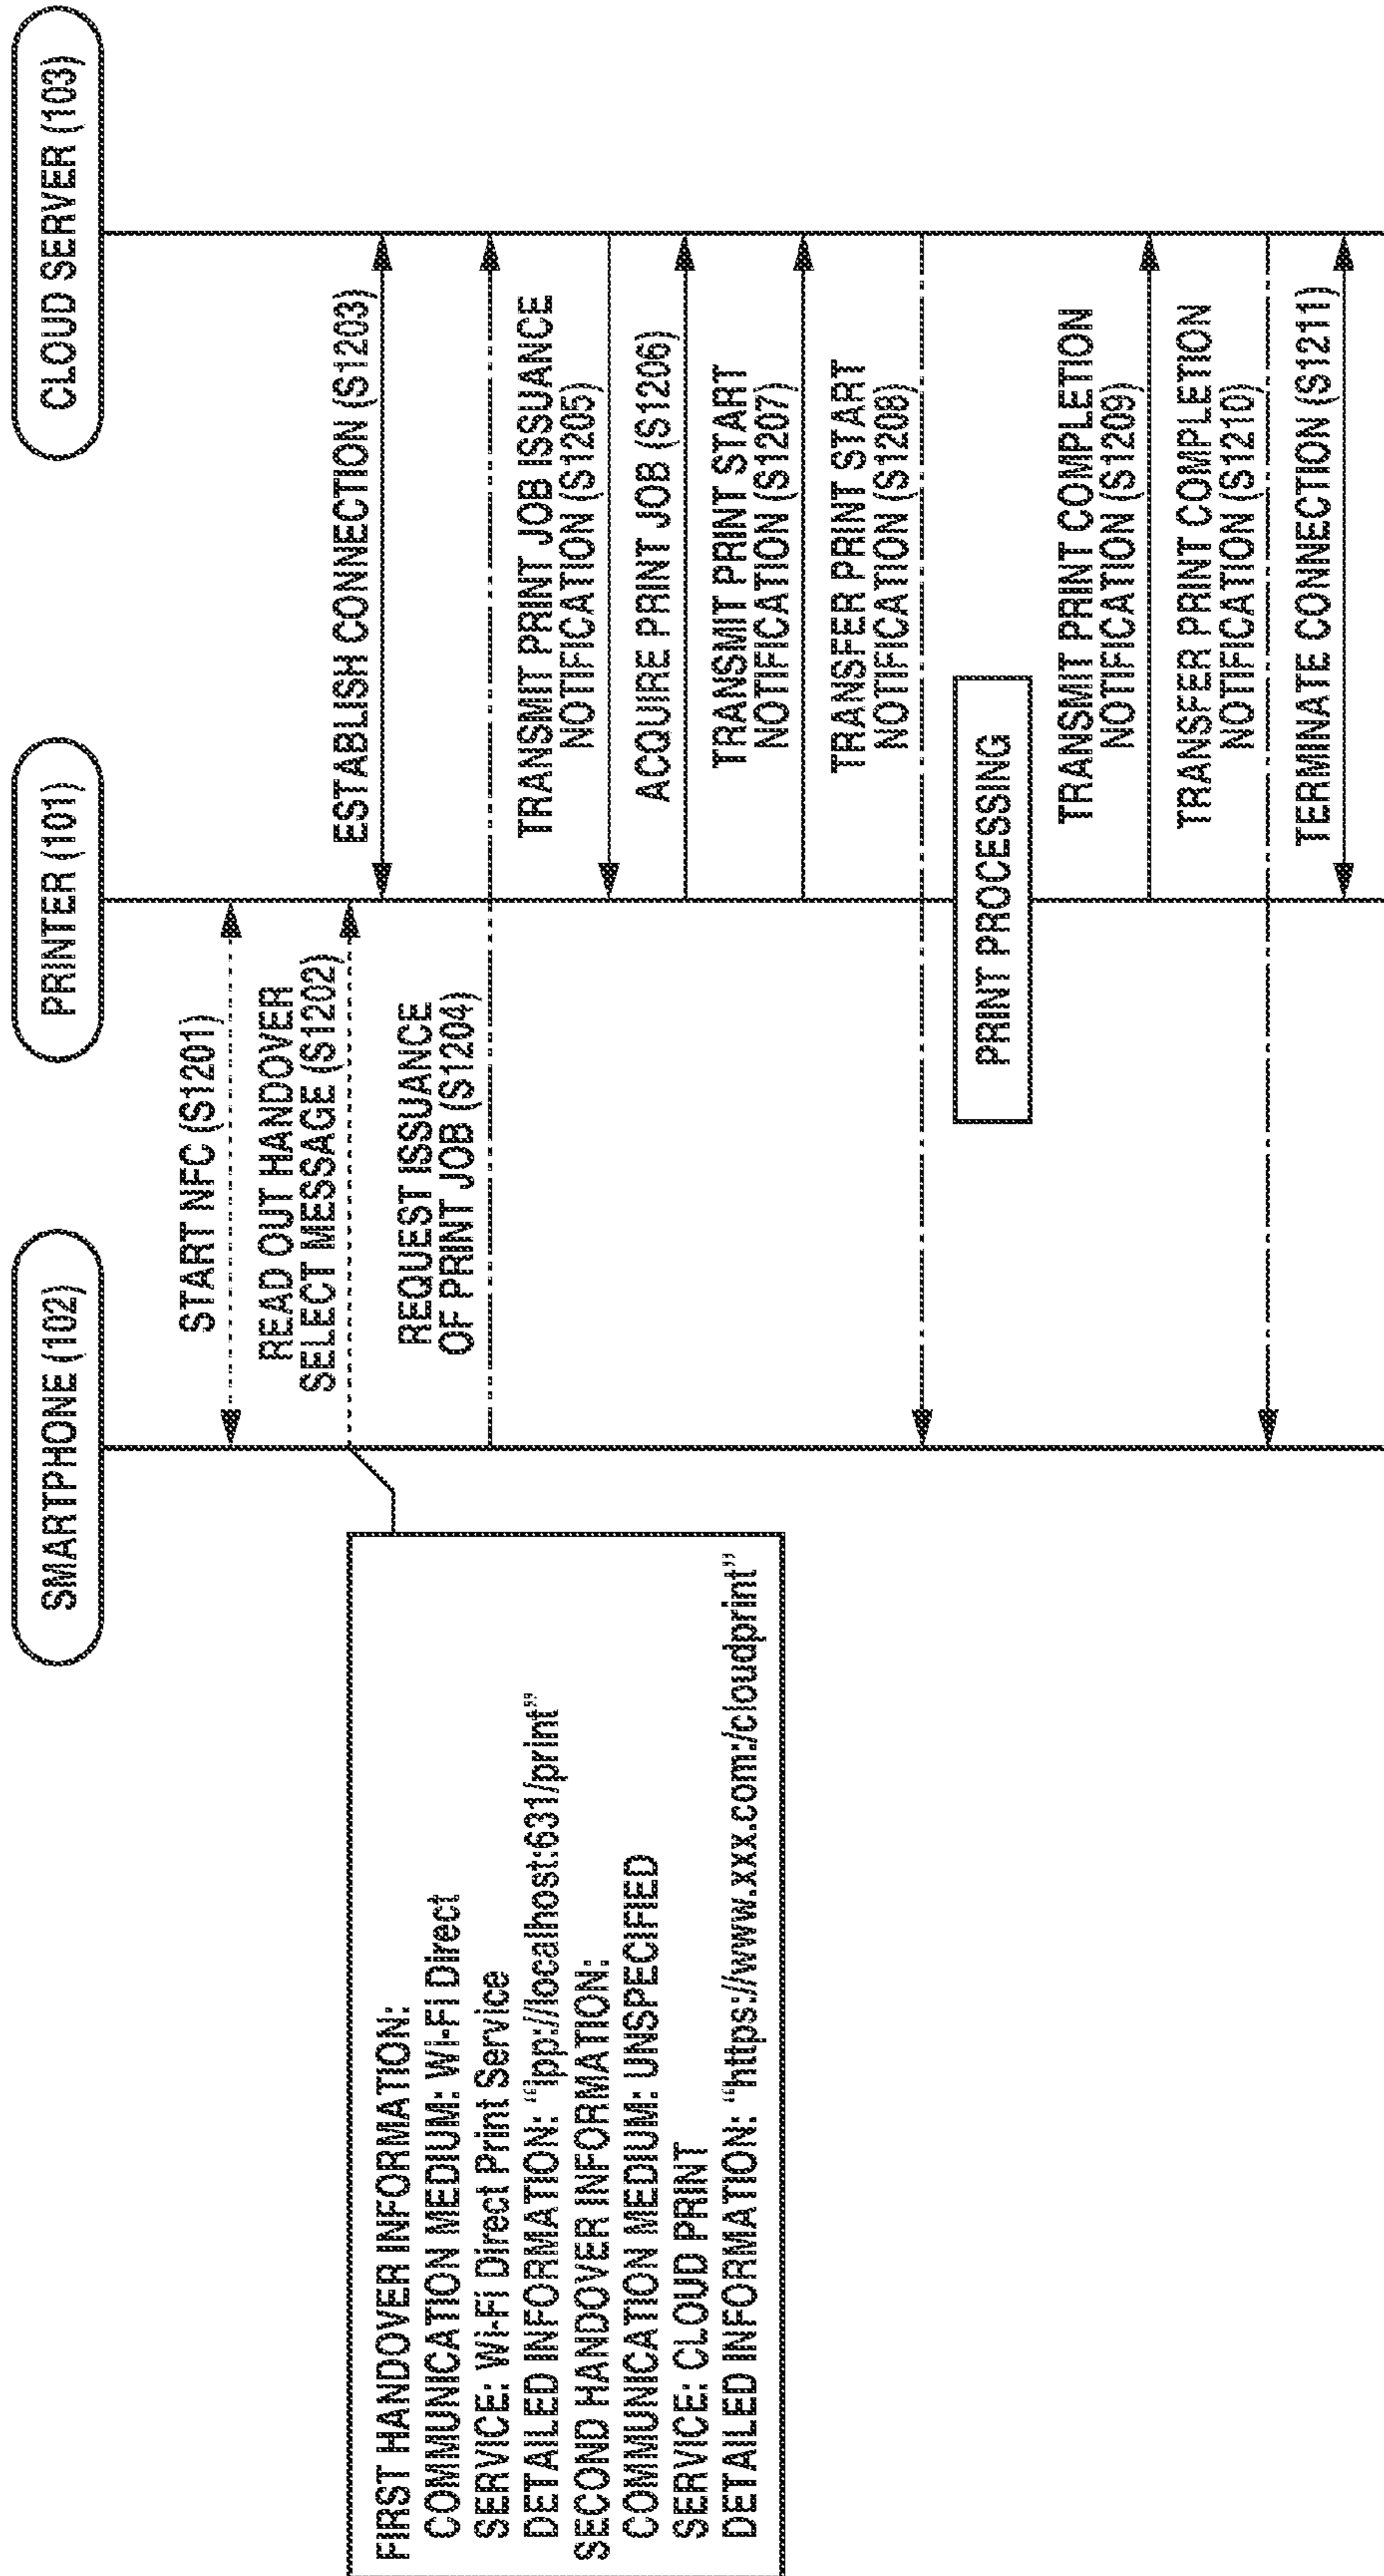 SMARTPHONE (102)
PRINTER (101)
CLOUD SERVER (103)
START NFC (S1201)
READ OUT HANDOVER
SELECT MESSAGE (S1202)
FIRST HANDOVER INFORMATION:
COMMUNICATION MEDIUM: Wi-Fi Direct
SERVICE: Wi-Fi Direct Print Service
DETAILED INFORMATION: “ipp://localhost:631/print”
SECOND HANDOVER INFORMATION:
COMMUNICATION MEDIUM: UNSPECIFIED
SERVICE: CLOUD PRINT
DETAILED INFORMATION: “https://www.xxx.com:/cloudprint”
ESTABLISH CONNECTION (S1203)
REQUEST ISSUANCE
OF PRINT JOB (S1204)
TRANSMIT PRINT JOB ISSUANCE
NOTIFICATION (S1205)
ACQUIRE PRINT JOB (S1206)
TRANSMIT PRINT START
NOTIFICATION (S1207)
TRANSFER PRINT START
NOTIFICATION (S1208)
PRINT PROCESSING
TRANSMIT PRINT COMPLETION
NOTIFICATION (S1209)
TRANSFER PRINT COMPLETION
NOTIFICATION (S1210)
TERMINATE CONNECTION (S1211)